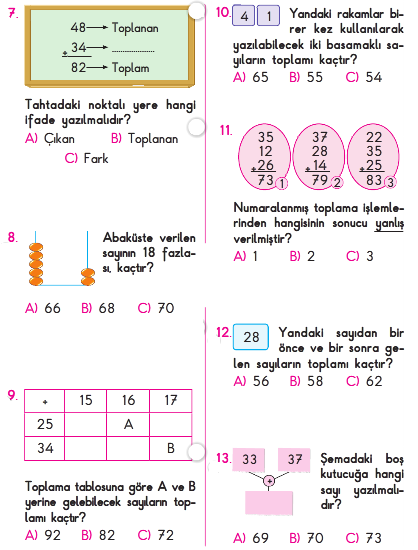 7.
48 → Toplanan
+ 34 → ....................
82 → Toplam
Tahtadaki noktalı yere hangi
ifade yazılmalıdır?
A) Çıkan B) Toplanan
C) Fark
8.
Abaküste verilen
sayının 18 fazla-
sı, kaçtır?
A) 66 B) 68 C) 70
9.
+ 15 16 17
25 A
34 B
Toplama tablosuna göre A ve B
yerine gelebilecek sayıların top-
lamı kaçtır?
A) 92 B) 82 C) 72
10. 4 1 Yandaki rakamlar bi-
rer kez kullanılarak
yazılabilecek iki basamaklı sa-
yıların toplamı kaçtır?
A) 65 B) 55 C) 54
11.
35 37 22
12 28 35
+26 +14 +25
73 1 79 2 83 3
Numaralanmış toplama işlemle-
rinden hangisinin sonucu yanlış
verilmiştir?
A) 1 B) 2 C) 3
12. 28 Yandaki sayıdan bir
önce ve bir sonra ge-
len sayıların toplamı kaçtır?
A) 56 B) 58 C) 62
13. 33 37 Şemadaki boş
+ kutucuğa hangi
sayı yazılmalı-
dır?
A) 69 B) 70 C) 73